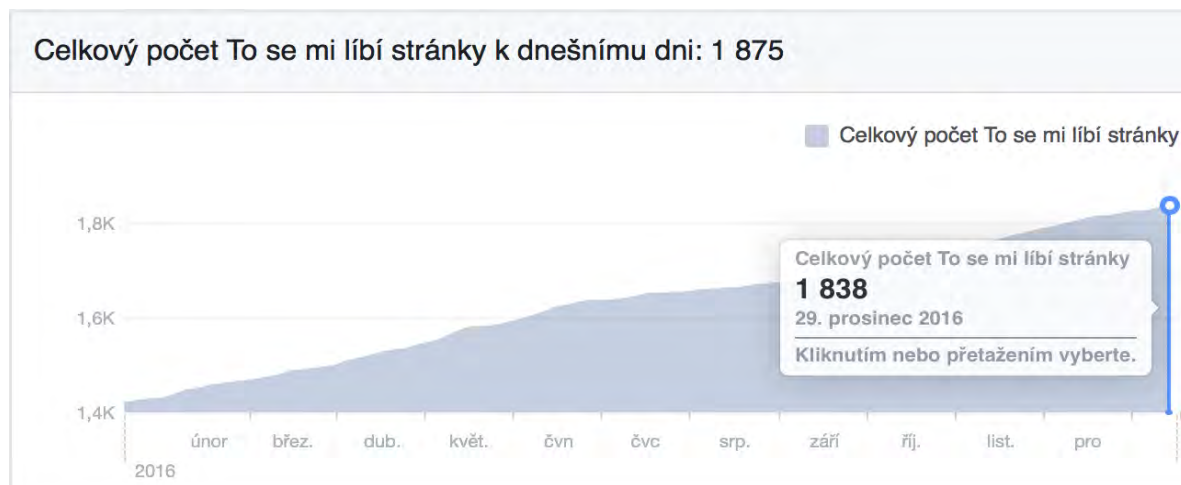 Celkový počet To se mi líbí stránky k dnešnímu dni: 1 875
Celkový počet To se mi líbí stránky
1,8K
1,6K
1,4K
Celkový počet To se mi líbí stránky
1 838
29. prosinec 2016
Kliknutím nebo přetažením vyberte.
únor břez. dub. květ. čvn čvc srp. září říj. list. pro
2016